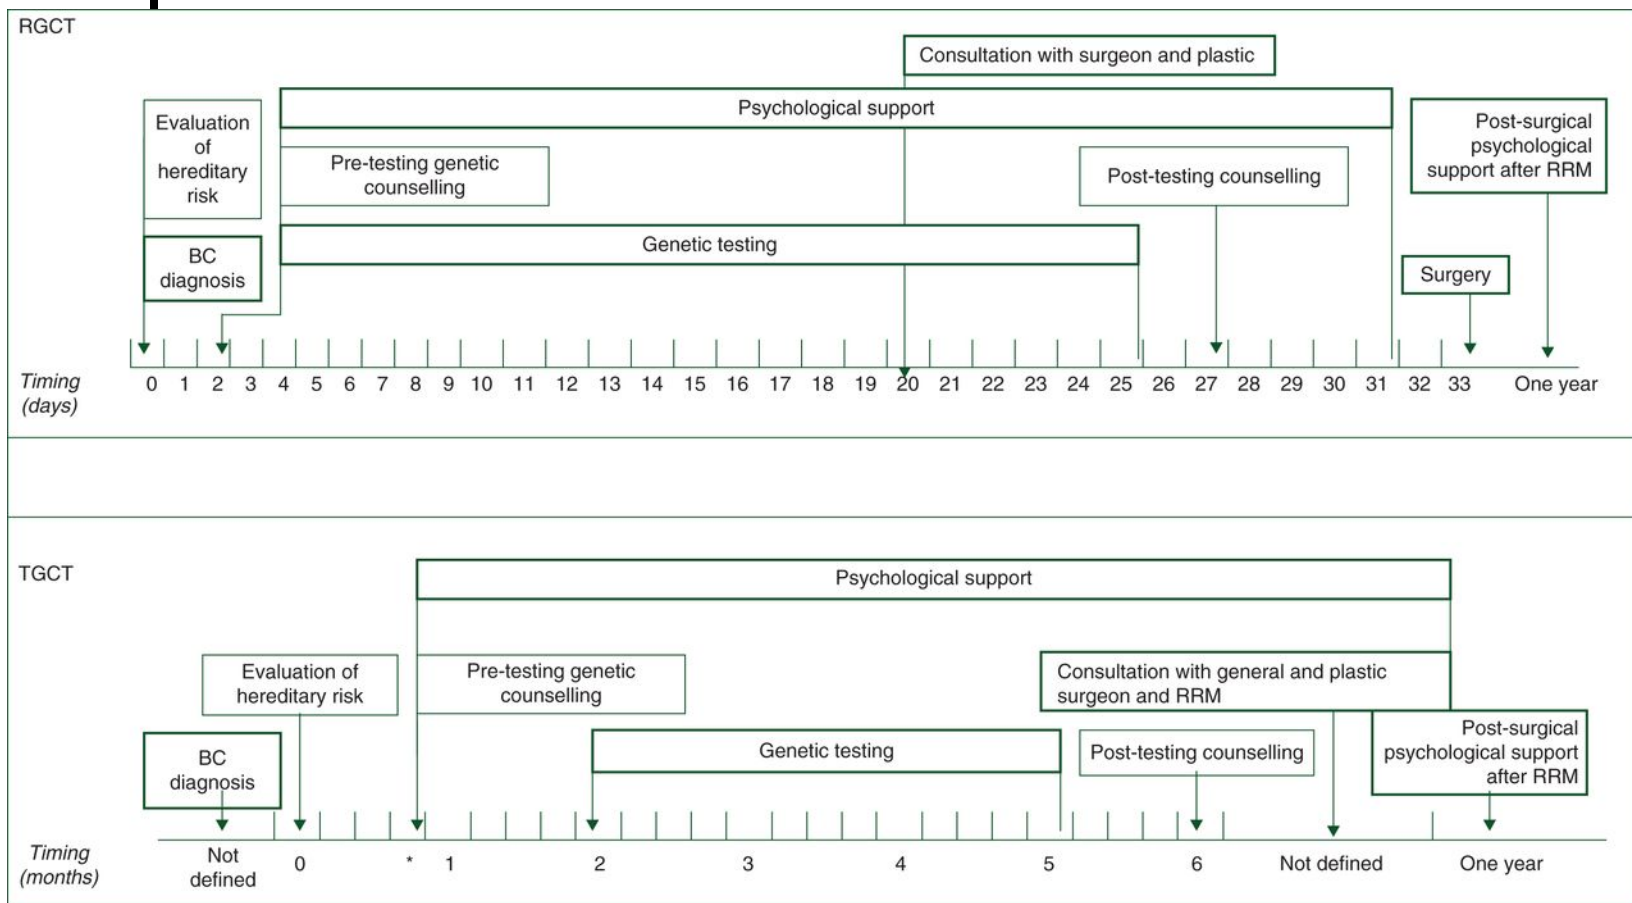 RGCT
Consultation with surgeon and plastic
Psychological support
Evaluation
of
hereditary
risk
Pre-testing genetic
counselling
Post-testing counselling
Post-surgical
psychological
support after RRM
BC
diagnosis
Genetic testing
Surgery
Timing
(days)
0 1 2 3 4 5 6 7 8 9 10 11 12 13 14 15 16 17 18 19 20 21 22 23 24 25 26 27 28 29 30 31 32 33 One year
TGCT
Psychological support
Evaluation of
hereditary risk
Pre-testing genetic
counselling
Consultation with general and plastic
surgeon and RRM
BC
diagnosis
Genetic testing
Post-testing counselling
Post-surgical
psychological support
after RRM
Timing
(months)
Not
defined
0 * 1 2 3 4 5 6 Not defined One year